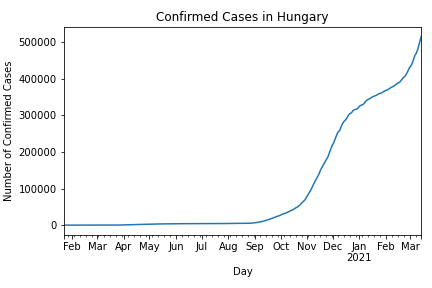 Confirmed Cases in Hungary
500000
400000
300000
200000
100000
0
Number of Confirmed Cases
Feb Mar Apr May Jun Jul Aug Sep Oct Nov Dec Jan Feb Mar
2021
Day